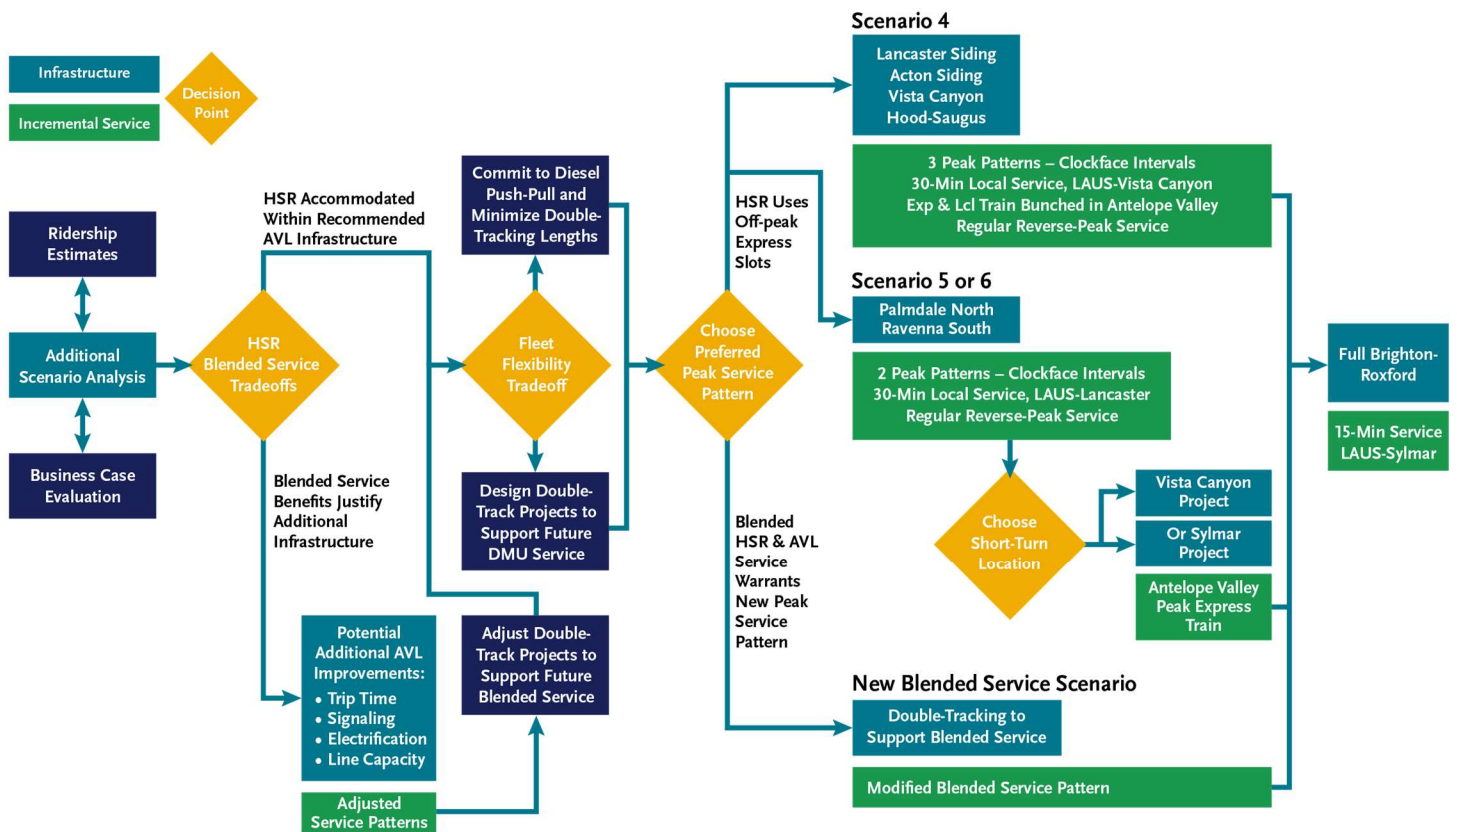 Infrastructure
Incremental Service
Decision
Point
Ridership
Estimates
Additional
Scenario Analysis
Business Case
Evaluation
HSR
Blended Service
Tradeoffs
HSR Accommodated
Within Recommended
AVL Infrastructure
Blended Service
Benefits Justify
Additional
Infrastructure
Potential
Additional AVL
Improvements:
• Trip Time
• Signaling
• Electrification
• Line Capacity
Adjusted
Service Patterns
Commit to Diesel
Push-Pull and
Minimize Double-
Tracking Lengths
Fleet
Flexibility
Tradeoff
Design Double-
Track Projects to
Support Future
DMU Service
Adjust Double-
Track Projects to
Support Future
Blended Service
Choose
Preferred
Peak Service
Pattern
HSR Uses
Off-peak
Express
Slots
Blended
HSR & AVL
Service
Warrants
New Peak
Service
Pattern
Scenario 4
Lancaster Siding
Acton Siding
Vista Canyon
Hood-Saugus
3 Peak Patterns – Clockface Intervals
30-Min Local Service, LAUS-Vista Canyon
Exp & Lcl Train Bunched in Antelope Valley
Regular Reverse-Peak Service
Scenario 5 or 6
Palmdale North
Ravenna South
2 Peak Patterns – Clockface Intervals
30-Min Local Service, LAUS-Lancaster
Regular Reverse-Peak Service
Choose
Short-Turn
Location
Vista Canyon
Project
Or Sylmar
Project
Antelope Valley
Peak Express
Train
New Blended Service Scenario
Double-Tracking to
Support Blended Service
Modified Blended Service Pattern
Full Brighton-
Roxford
15-Min Service
LAUS-Sylmar